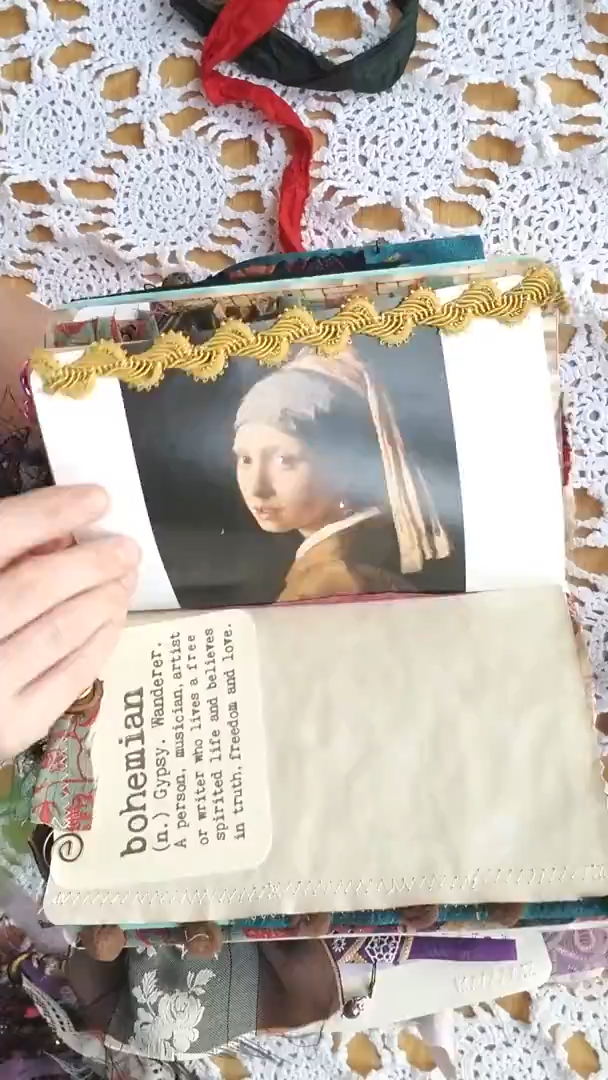 bohemian
(n.) Gypsy. Wanderer.
A person, musician, artist
or writer who lives a free
spirited life and believes
in truth, freedom and love.